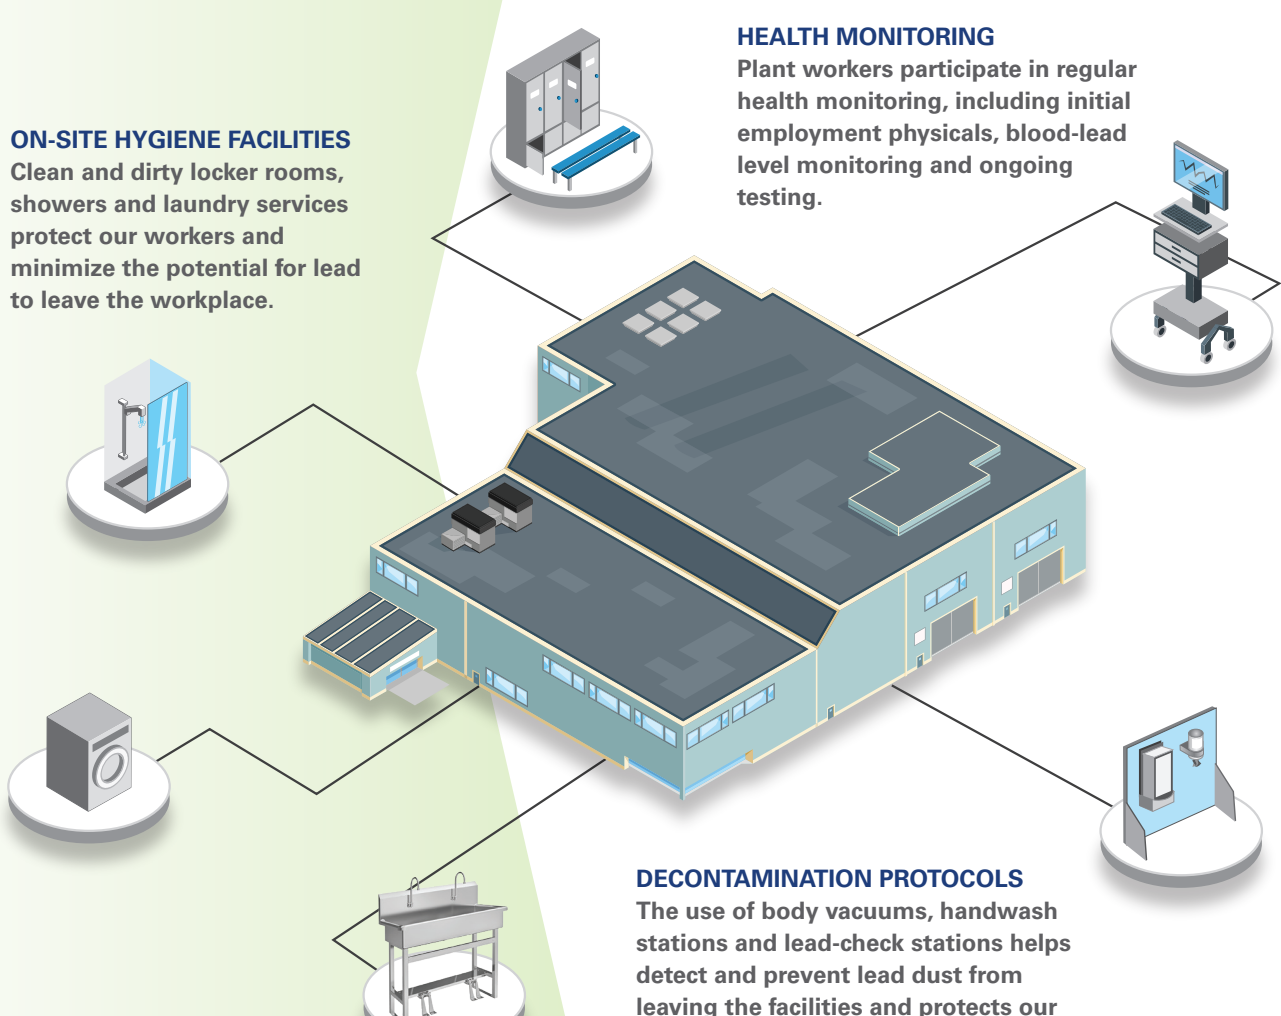 HEALTH MONITORING
Plant workers participate in regular
health monitoring, including initial
employment physicals, blood-lead
level monitoring and ongoing
testing.
ON-SITE HYGIENE FACILITIES
Clean and dirty locker rooms,
showers and laundry services
protect our workers and
minimize the potential for lead
to leave the workplace.
DECONTAMINATION PROTOCOLS
The use of body vacuums, handwash
stations and lead-check stations helps
detect and prevent lead dust from
leaving the facilities and protects our